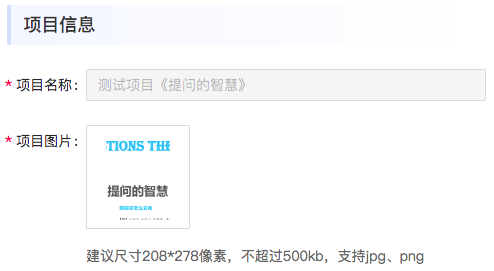 项目信息
* 项目名称：
测试项目《提问的智慧》
* 项目图片：
STIONS THE
提问的智慧
建议尺寸208*278像素，不超过500kb，支持jpg、png